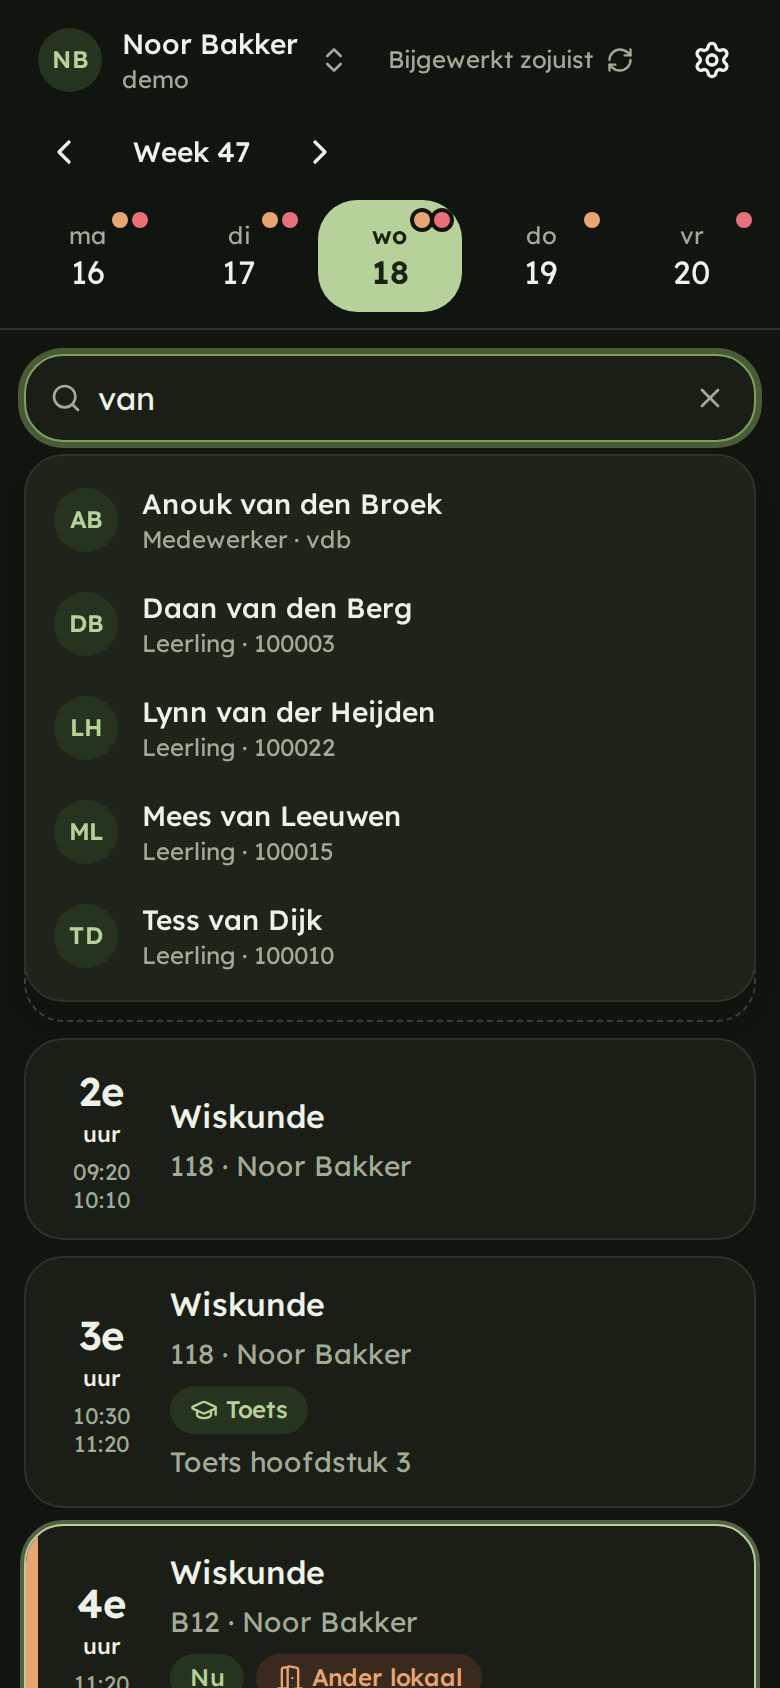 NB
Noor Bakker
demo
Bijgewerkt zojuist
Week 47
ma
16
di
17
wo
18
do
19
vr
20
van
AB
Anouk van den Broek
Medewerker · vdb
DB
Daan van den Berg
Leerling · 100003
LH
Lynn van der Heijden
Leerling · 100022
ML
Mees van Leeuwen
Leerling · 100015
TD
Tess van Dijk
Leerling · 100010
2e
uur
09:20
10:10
Wiskunde
118 · Noor Bakker
3e
uur
10:30
11:20
Wiskunde
118 · Noor Bakker
Toets
Toets hoofdstuk 3
4e
uur
11:20
Wiskunde
B12 · Noor Bakker
Nu
Ander lokaal